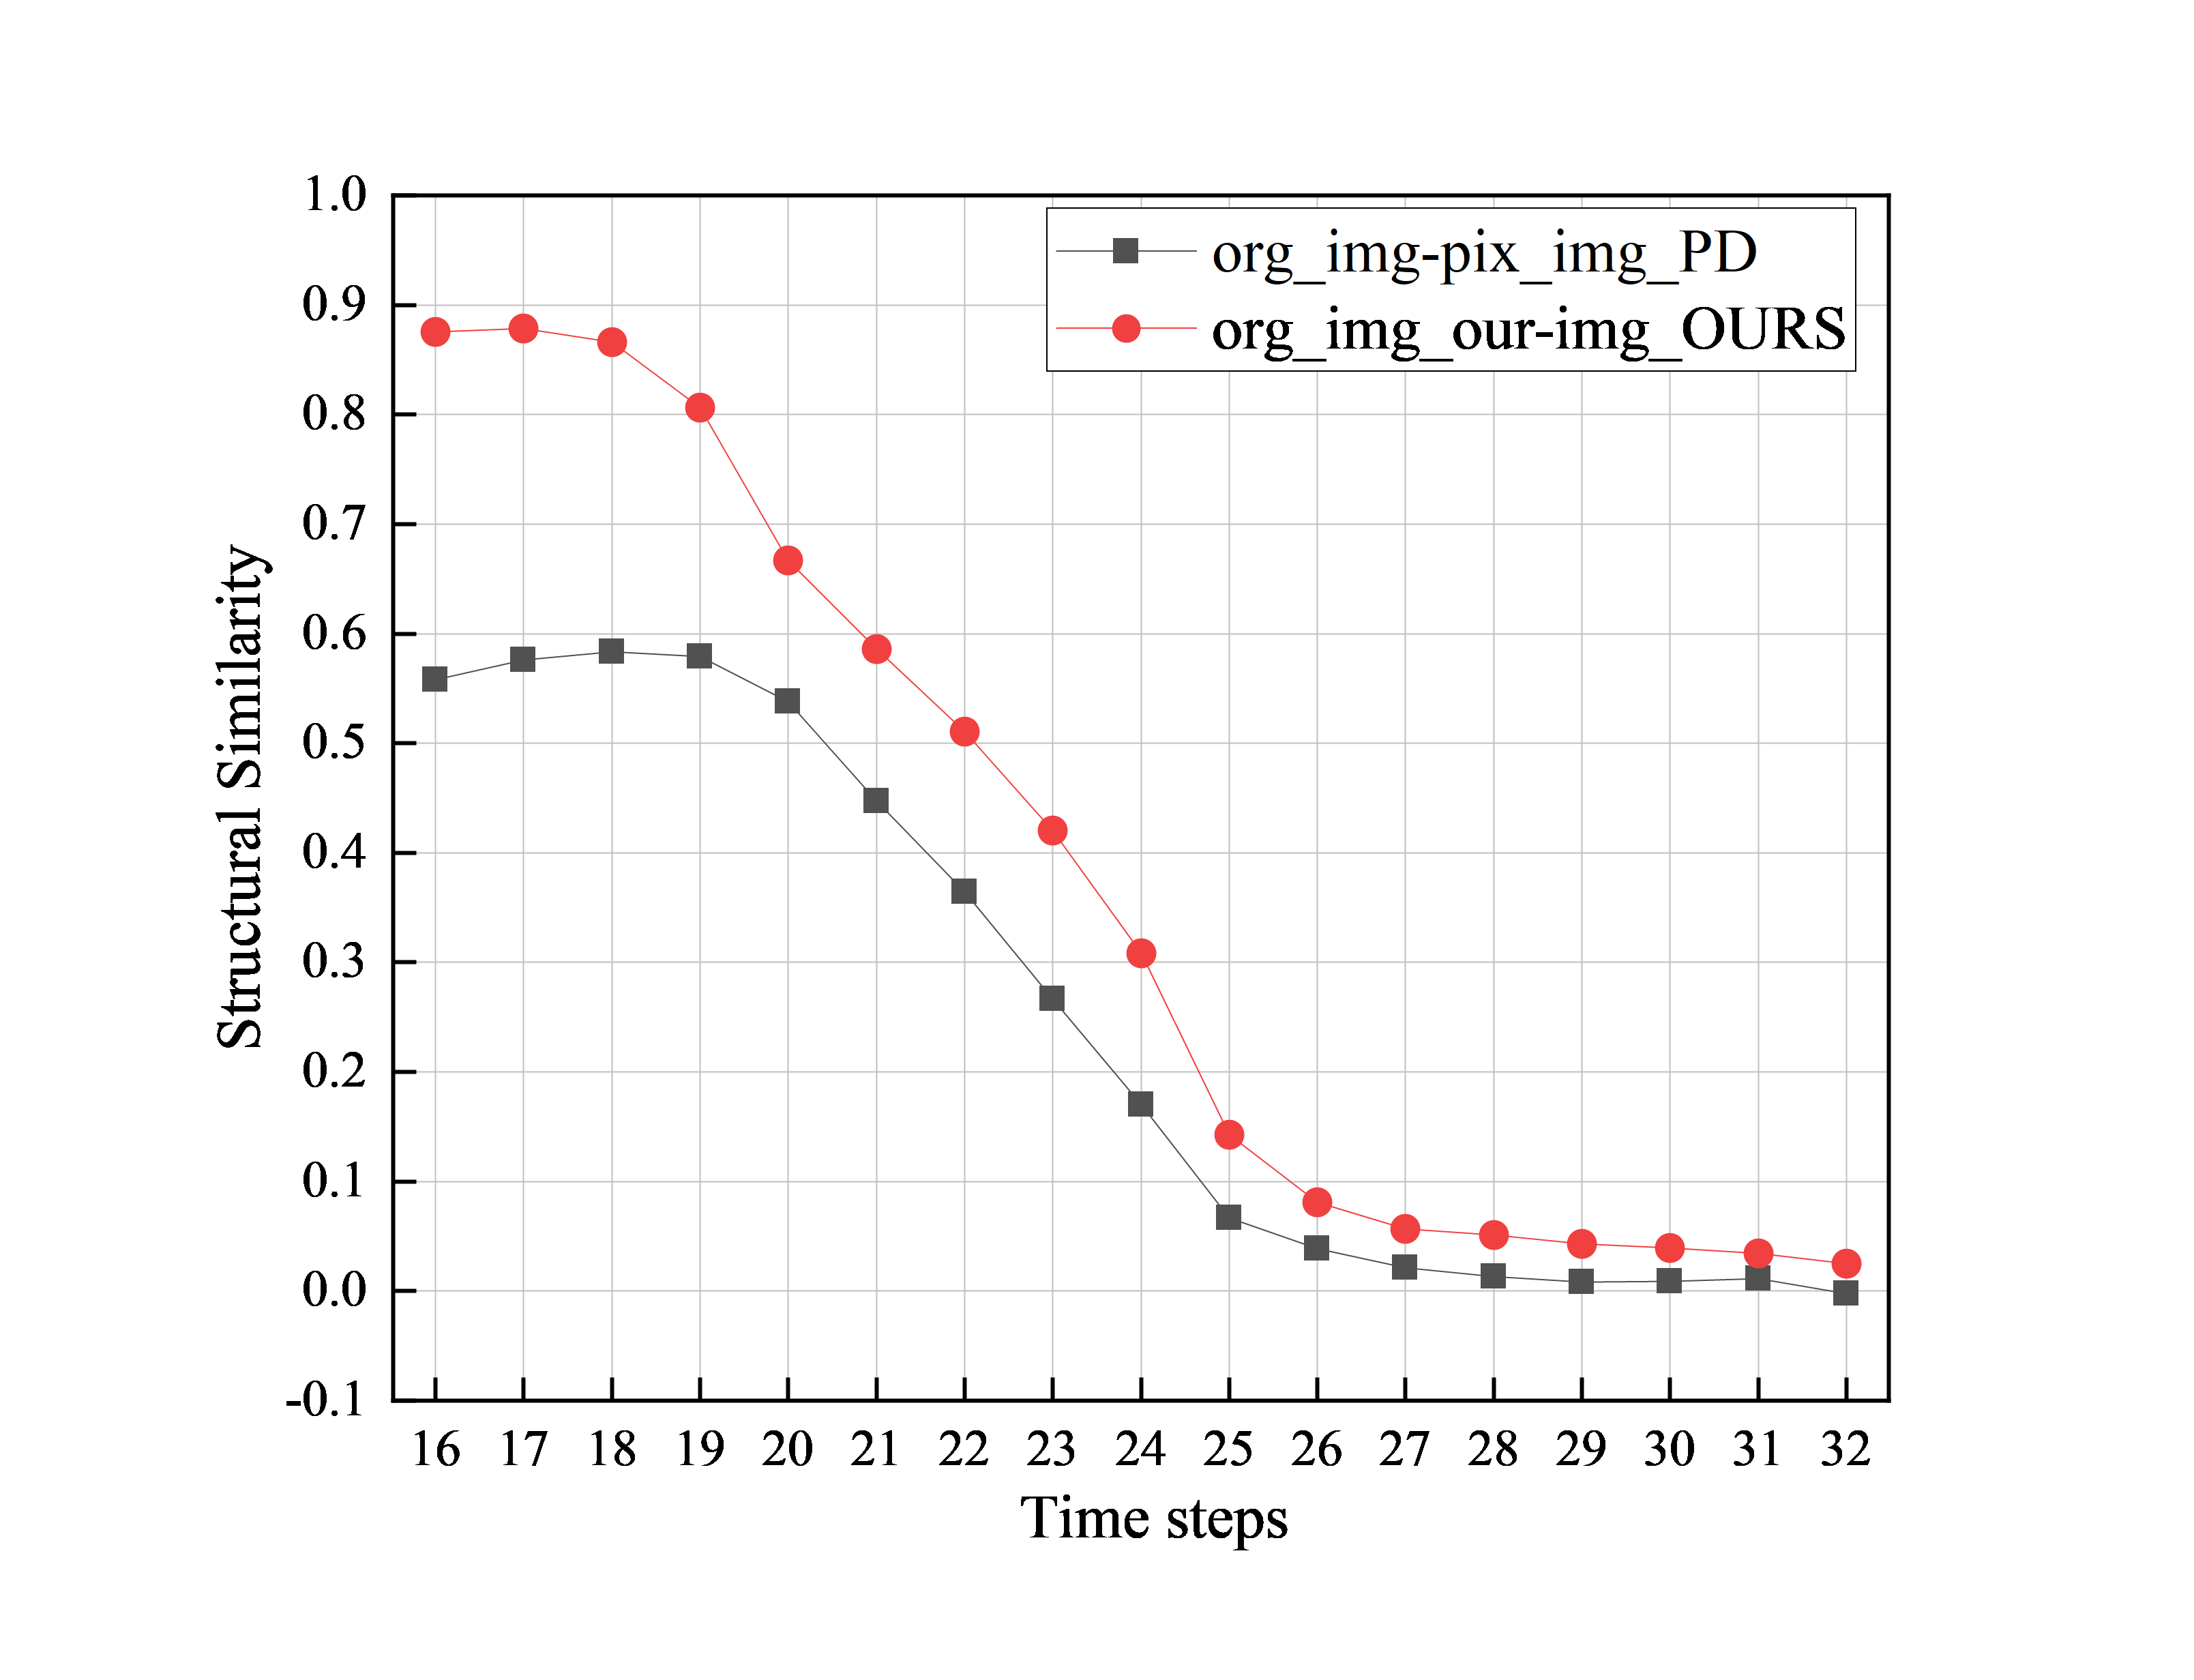 org_img-pix_img_PD
org_img_our-img_OURS
Structural Similarity
1.0
0.9
0.8
0.7
0.6
0.5
0.4
0.3
0.2
0.1
0.0
-0.1
16 17 18 19 20 21 22 23 24 25 26 27 28 29 30 31 32
Time steps